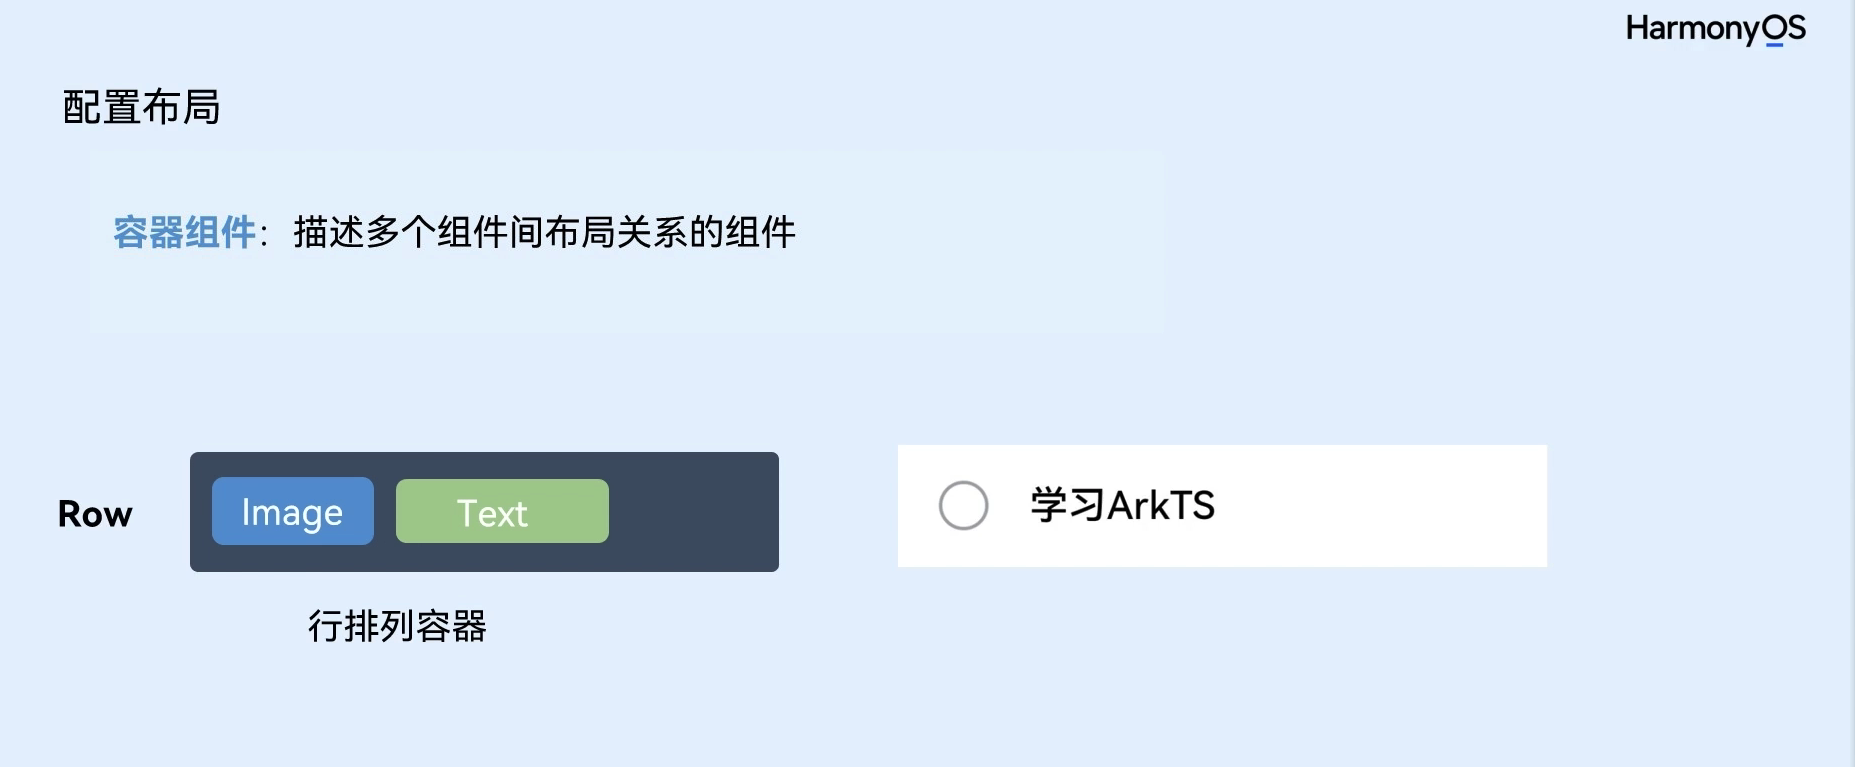 HarmonyOS
配置布局
容器组件：描述多个组件间布局关系的组件
Row
Image
Text
学习ArkTS
行排列容器